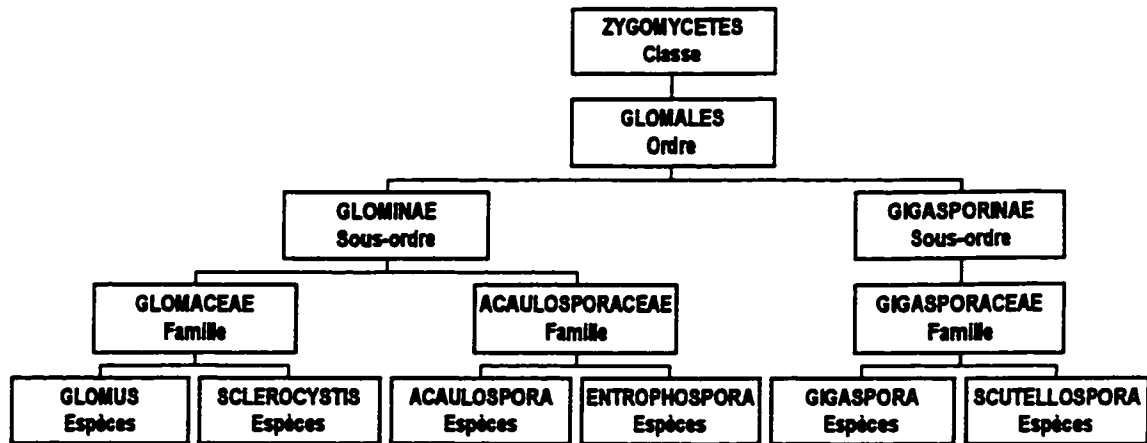 ZYGOMYCETES
Classe
GLOMALES
Ordre
GLOMINAE
Sous-ordre
GIGASPORINAE
Sous-ordre
GLOMACEAE
Famille
ACAULOSPORACEAE
Famille
GIGASPORACEAE
Famille
GLOMUS
Espèces
SCLEROCYSTIS
Espèces
ACAULOSPORA
Espèces
ENTROPHOSPORA
Espèces
GIGASPORA
Espèces
SCUTELLOSPORA
Espèces